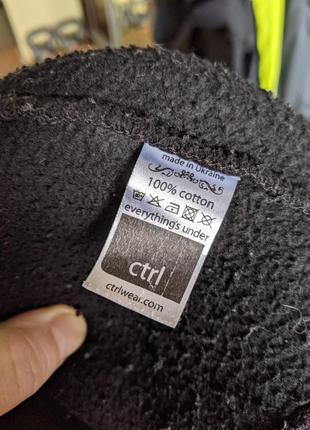 made in Ukraine
100% cotton
everything's under
ctrl
ctrlwear.com